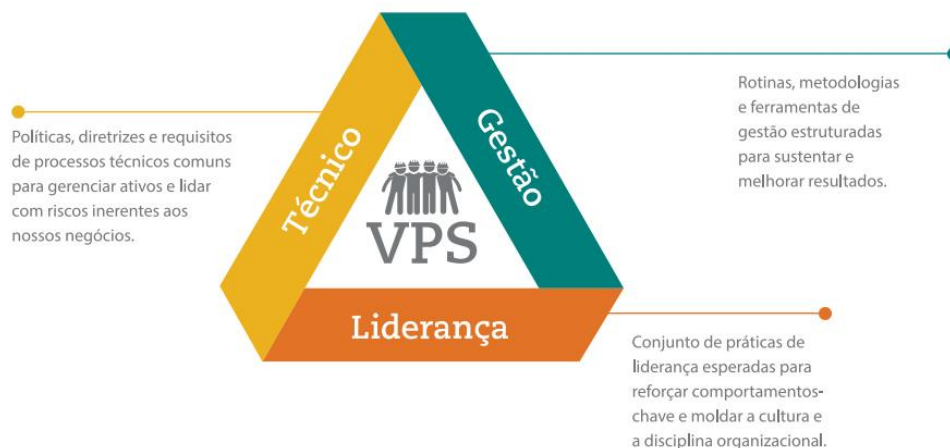 Técnico
Políticas, diretrizes e requisitos
de processos técnicos comuns
para gerenciar ativos e lidar
com riscos inerentes aos
nossos negócios.
VPS
Gestão
Rotinas, metodologias
e ferramentas de
gestão estruturadas
para sustentar e
melhorar resultados.
Liderança
Conjunto de práticas de
liderança esperadas para
reforçar comportamentos-
chave e moldar a cultura e
a disciplina organizacional.